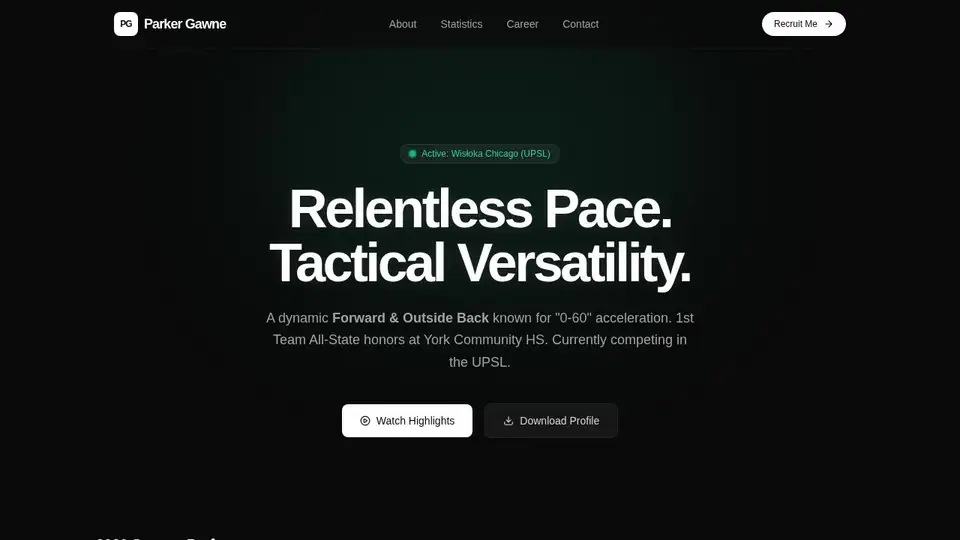 PG Parker Gawne
About Statistics Career Contact
Recruit Me
Active: Wisłoka Chicago (UPSL)
Relentless Pace.
Tactical Versatility.
A dynamic Forward & Outside Back known for "0-60" acceleration. 1st
Team All-State honors at York Community HS. Currently competing in
the UPSL.
Watch Highlights
Download Profile